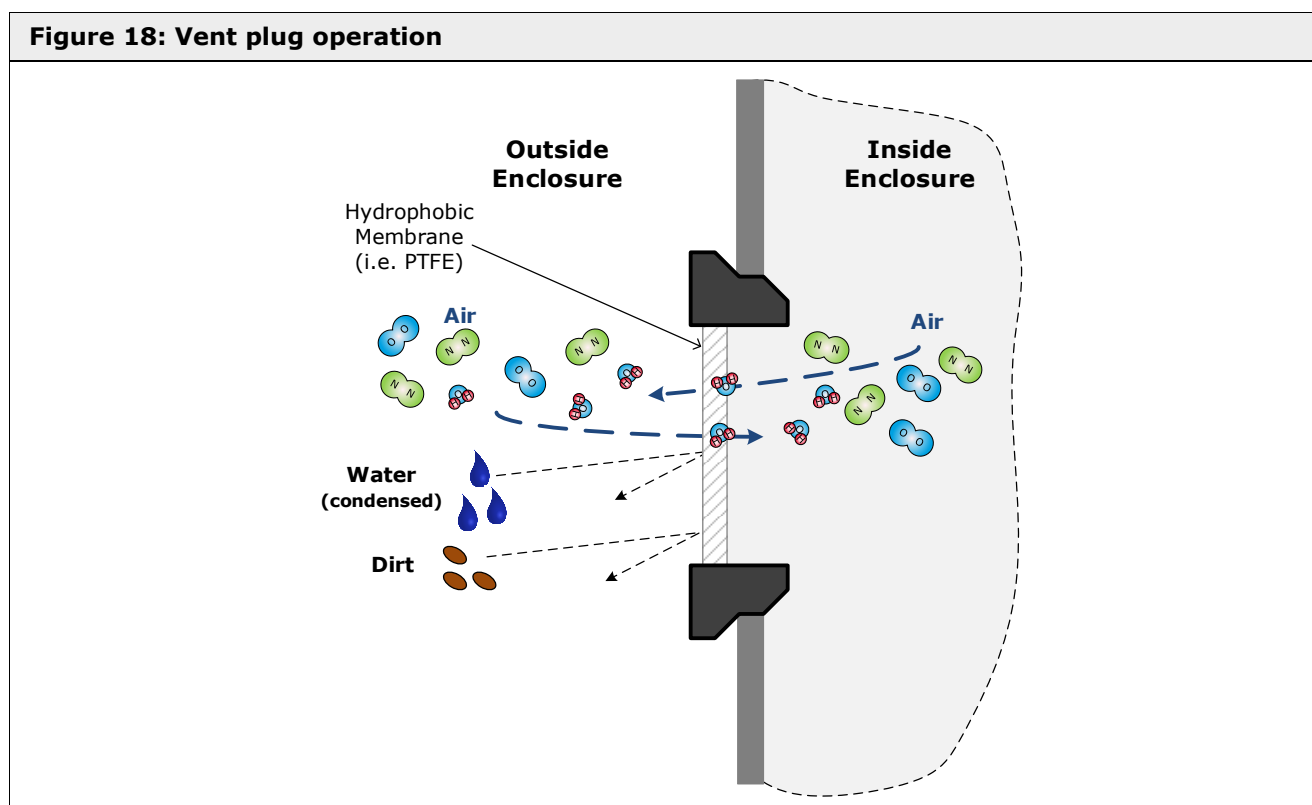 Figure 18: Vent plug operation
Outside
Enclosure
Inside
Enclosure
Hydrophobic
Membrane
(i.e. PTFE)
Air
Air
O O
N N
N N
O O
N N
H O H
H O H
H O H
H O H
H O H
N N
N N
N N
O O
O O
H O H
H O H
Water
(condensed)
Dirt